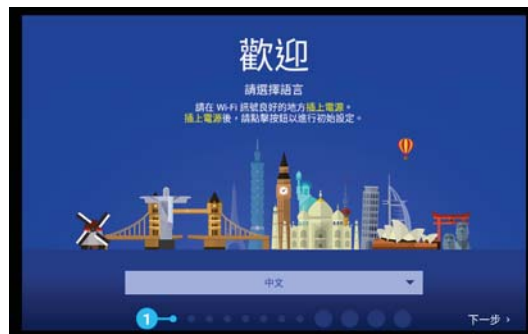 歡迎
請選擇語言
請在 Wi-Fi 訊號良好的地方插上電源。
插上電源後，請點擊按鈕以進行初始設定。
中文
1
下一步 ›